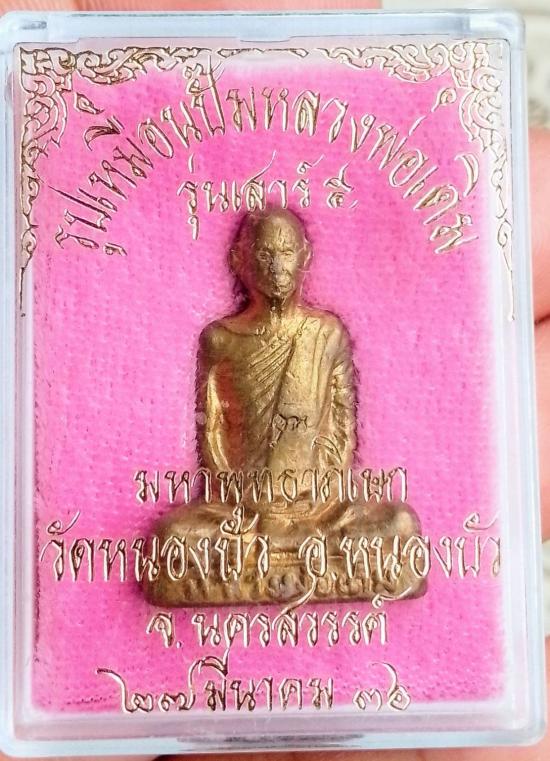 รูปเหมือนปั๊มหลวงพ่อเดิม
รุ่นเสาร์ ๕
มหาพุทธาภิเษก
วัดหนองบัว อ.หนองบัว
จ.นครสวรรค์
๒๗ มีนาคม ๓๖